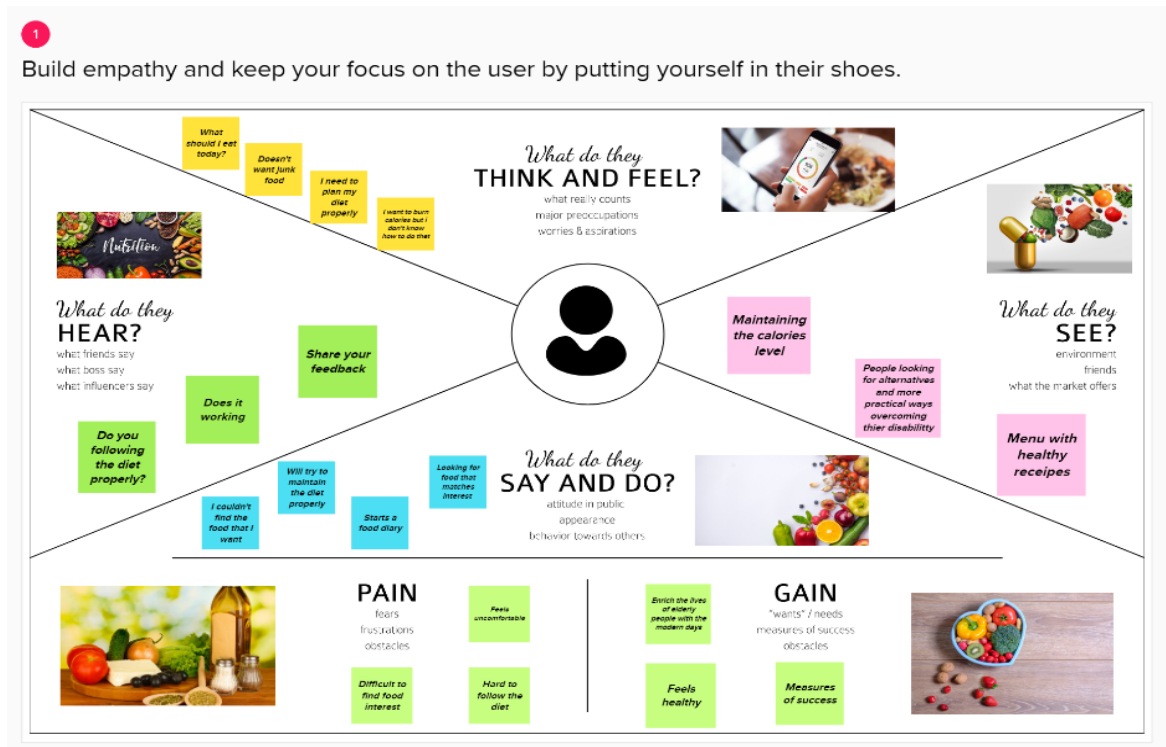 1
Build empathy and keep your focus on the user by putting yourself in their shoes.
What
should I eat
today?
Doesn't
want junk
food
I need to
plan my
diet
properly
I want to burn
calories but i
don't know
how to do that
What do they
THINK AND FEEL?
what really counts
major preoccupations
worries & aspirations
Nutrition
What do they
HEAR?
what friends say
what boss say
what influencers say
Share your
feedback
Does it
working
Do you
following
the diet
properly?
Maintaining
the calories
level
People looking
for alternatives
and more
practical ways
overcoming
thier disabilitty
Menu with
healthy
receipes
What do they
SEE?
environment
friends
what the market offers
What do they
SAY AND DO?
attitude in public
appearance
behavior towards others
I couldn't
find the
food that I
want
Will try to
maintain
the diet
properly
Starts a
food diary
Looking for
food that
matches
interest
PAIN
fears
frustrations
obstacles
Feels
uncomfortable
Difficult to
find food
interest
Hard to
follow the
diet
Enrich the lives
of elderly
people with the
modern days
GAIN
"wants" / needs
measures of success
obstacles
Feels
healthy
Measures
of success